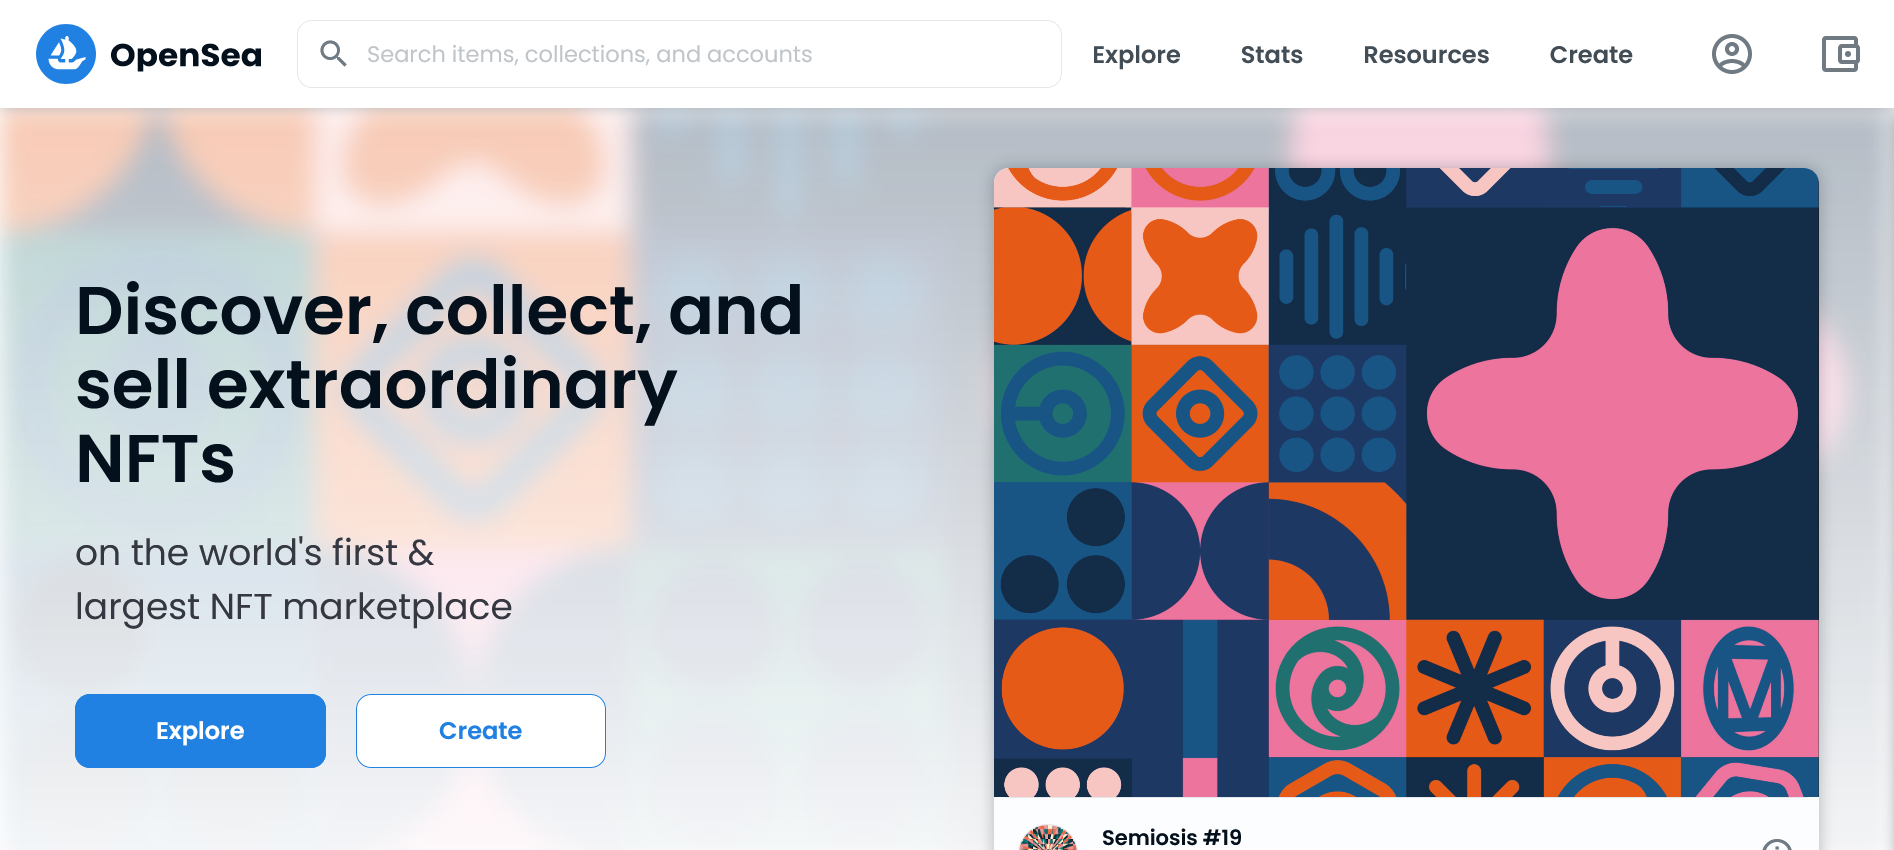 OpenSea
Search items, collections, and accounts
Explore
Stats
Resources
Create
Discover, collect, and
sell extraordinary
NFTs
on the world's first &
largest NFT marketplace
Explore
Create
Semiosis #19